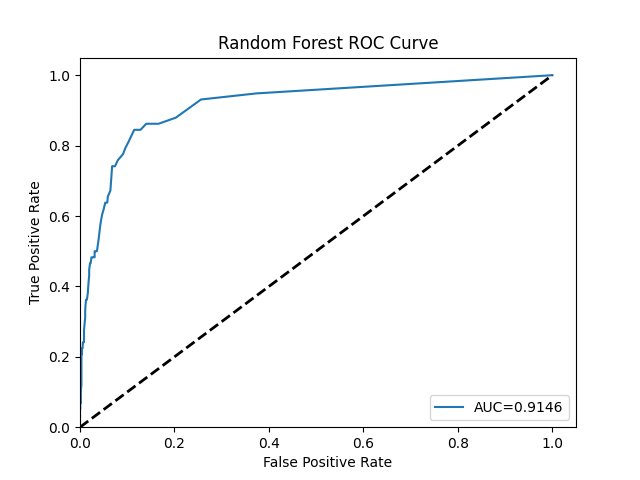 Random Forest ROC Curve
1.0
0.8
0.6
0.4
0.2
0.0
True Positive Rate
AUC=0.9146
0.0 0.2 0.4 0.6 0.8 1.0
False Positive Rate